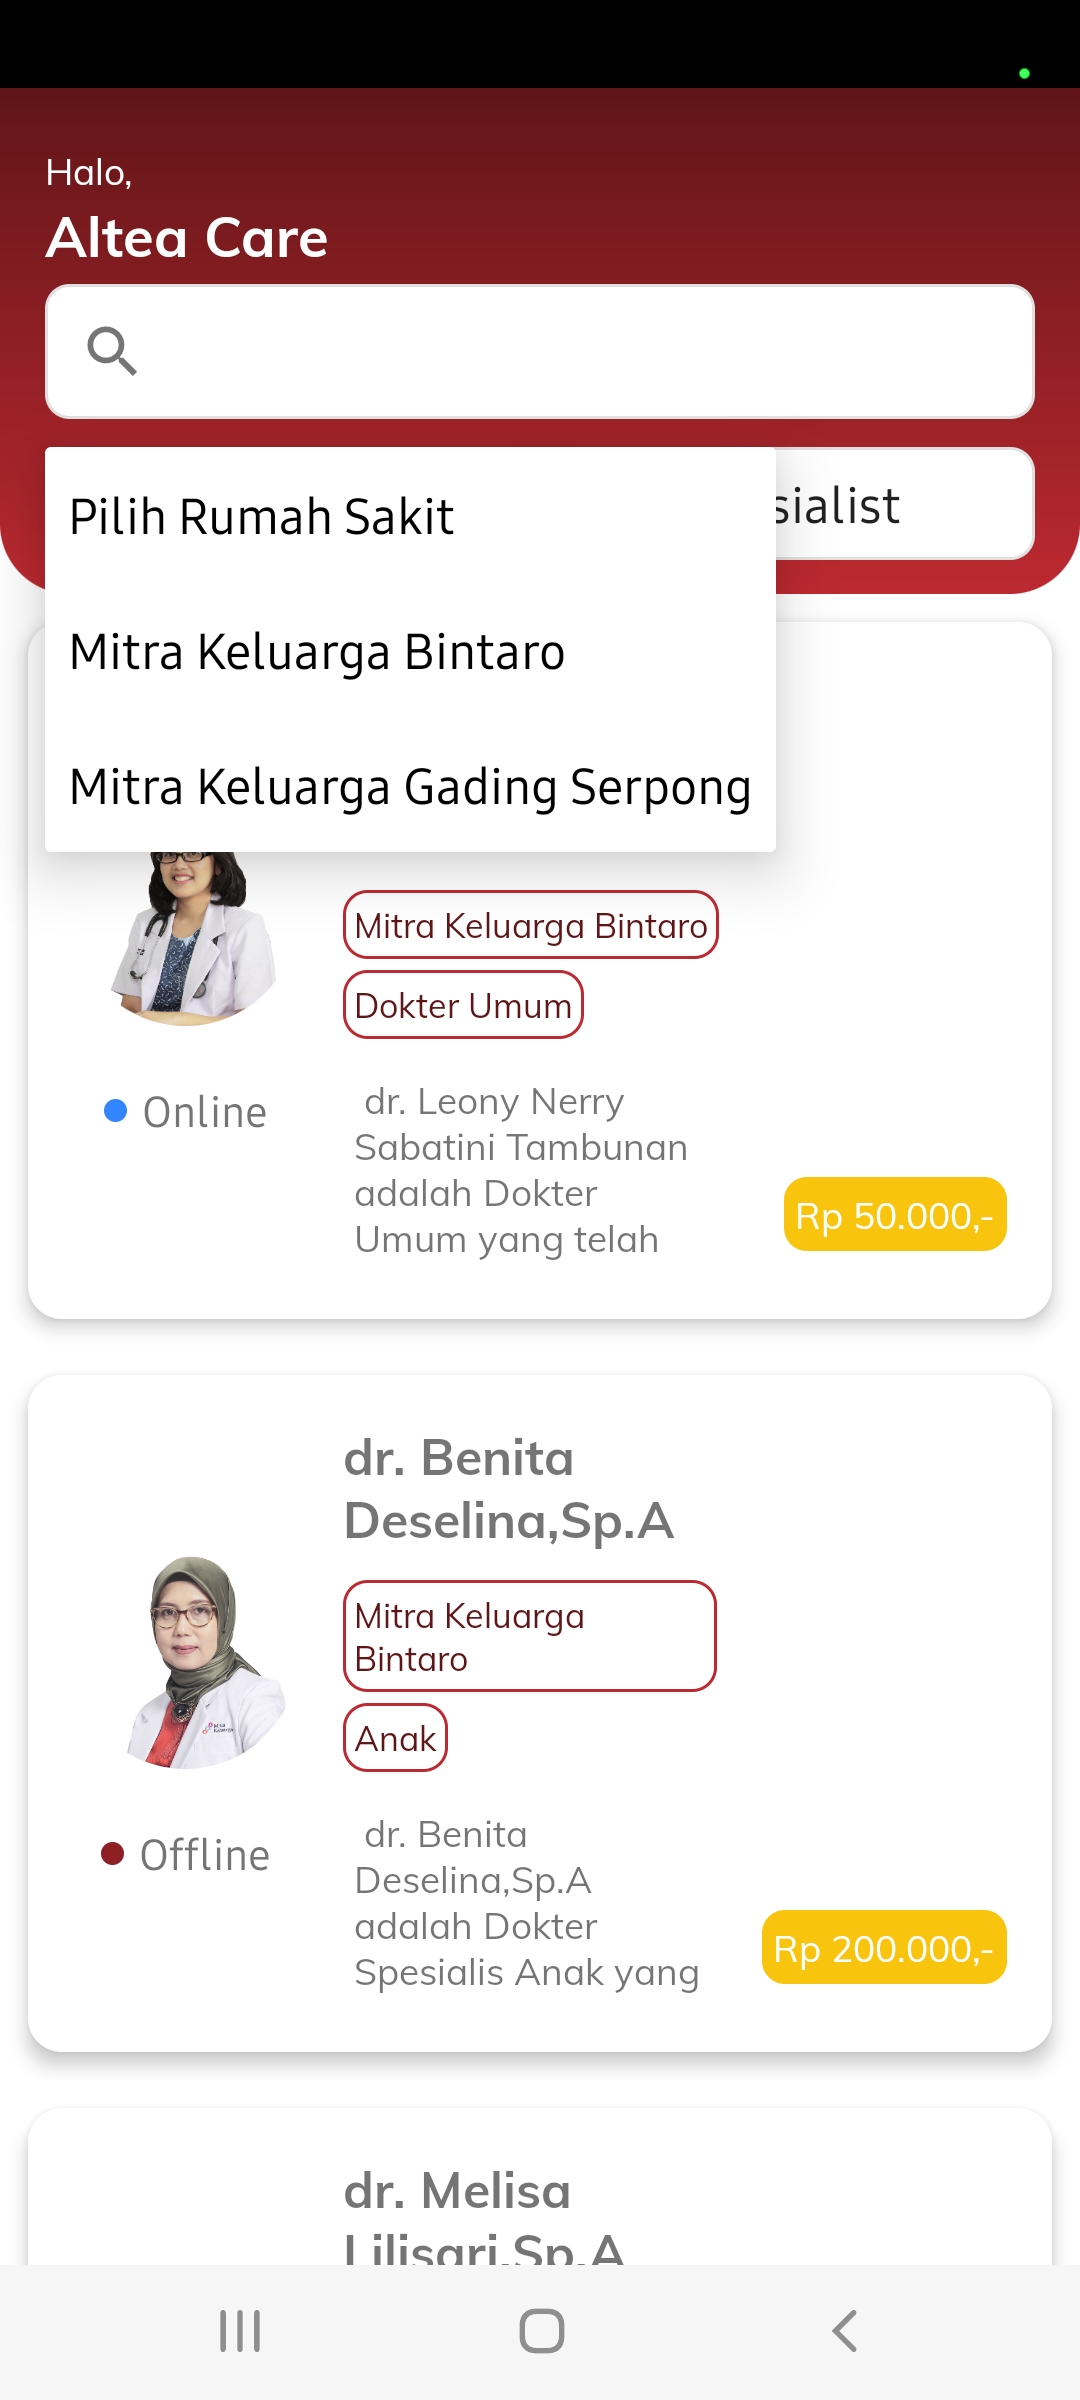 Halo,
Altea Care
Pilih Rumah Sakit
sialist
Mitra Keluarga Bintaro
Mitra Keluarga Gading Serpong
Mitra Keluarga Bintaro
Dokter Umum
Online
dr. Leony Nerry
Sabatini Tambunan
adalah Dokter
Umum yang telah
Rp 50.000,-
dr. Benita
Deselina,Sp.A
Mitra Keluarga
Bintaro
Anak
Offline
dr. Benita
Deselina,Sp.A
adalah Dokter
Spesialis Anak yang
Rp 200.000,-
dr. Melisa
Lilisari,Sp.A